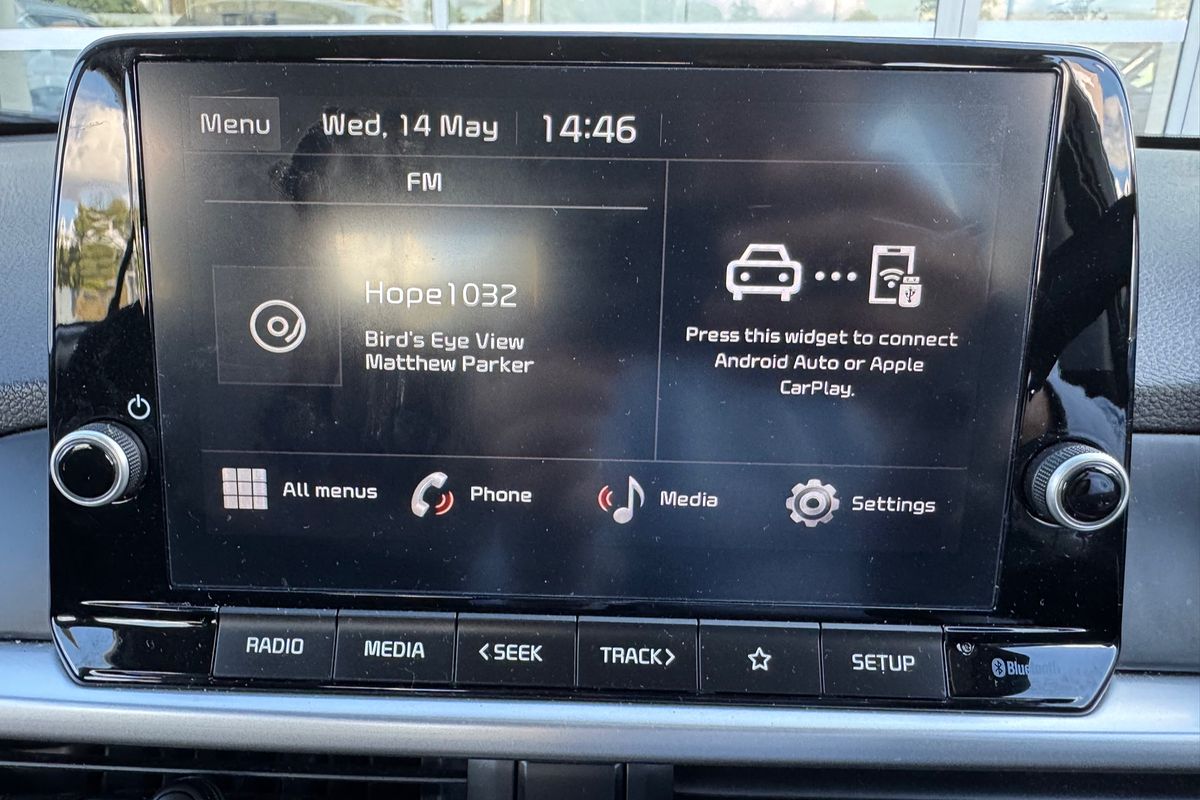 Menu Wed, 14 May 14:46
FM
Hope1032
Bird's Eye View
Matthew Parker
Press this widget to connect
Android Auto or Apple
CarPlay.
All menus Phone Media Settings
RADIO MEDIA <SEEK TRACK> SETUP Bluetooth